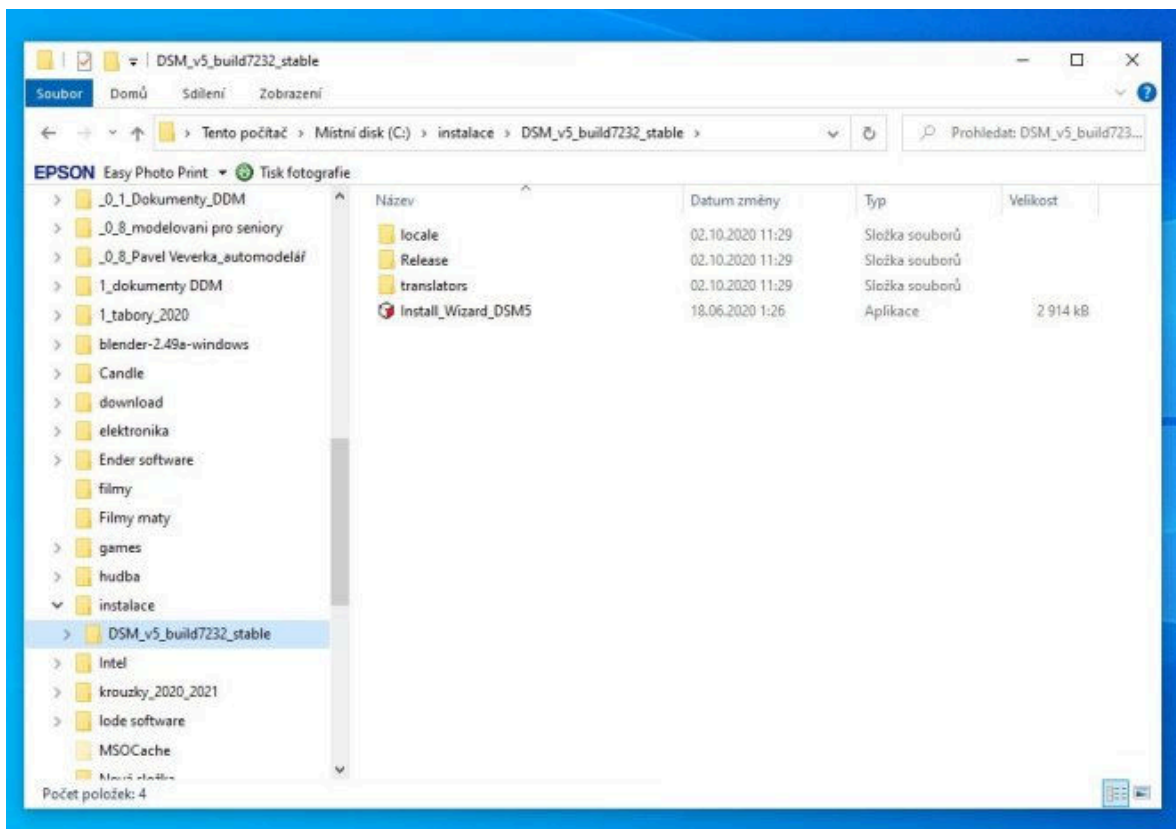 DSM_v5_build7232_stable
Soubor Domů Sdílení Zobrazení
Tento počítač › Místní disk (C:) › instalace › DSM_v5_build7232_stable › Prohledat: DSM_v5_build723...
EPSON Easy Photo Print Tisk fotografie
Název Datum změny Typ Velikost
_0_1_Dokumenty_DDM
_0_8_modelovani pro seniory
_0_8_Pavel Veverka_automodelář
1_dokumenty DDM
1_tabory_2020
blender-2.49a-windows
Candle
download
elektronika
Ender software
filmy
Filmy maty
games
hudba
instalace
DSM_v5_build7232_stable
Intel
krouzky_2020_2021
lode software
MSOCache
Nová složka
locale 02.10.2020 11:29 Složka souborů
Release 02.10.2020 11:29 Složka souborů
translators 02.10.2020 11:29 Složka souborů
Install_Wizard_DSM5 18.06.2020 1:26 Aplikace 2 914 kB
Počet položek: 4